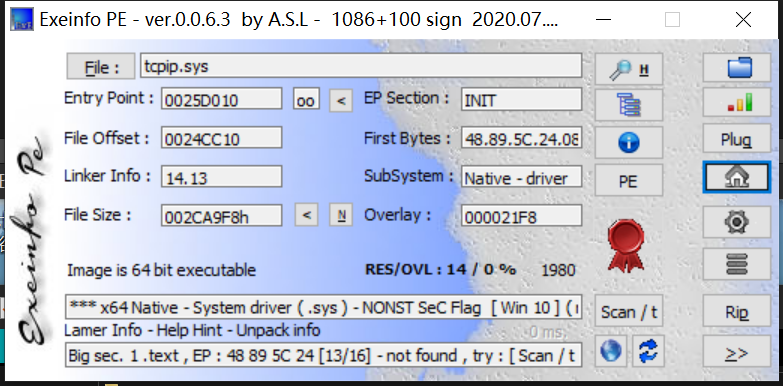 Exeinfo PE - ver.0.0.6.3 by A.S.L - 1086+100 sign 2020.07....
File : tcpip.sys H
Entry Point : 0025D010 oo < EP Section : INIT
File Offset : 0024CC10 First Bytes : 48.89.5C.24.08 Plug
Linker Info : 14.13 SubSystem : Native - driver PE
File Size : 002CA9F8h < N Overlay : 000021F8
Image is 64 bit executable RES/OVL : 14 / 0 % 1980
*** x64 Native - System driver ( .sys ) - NONST SeC Flag [ Win 10 ] ( Scan / t Rip
Lamer Info - Help Hint - Unpack info 0 ms.
Big sec. 1 .text , EP : 48 89 5C 24 [13/16] - not found , try : [ Scan / t >>
Exeinfo Pe